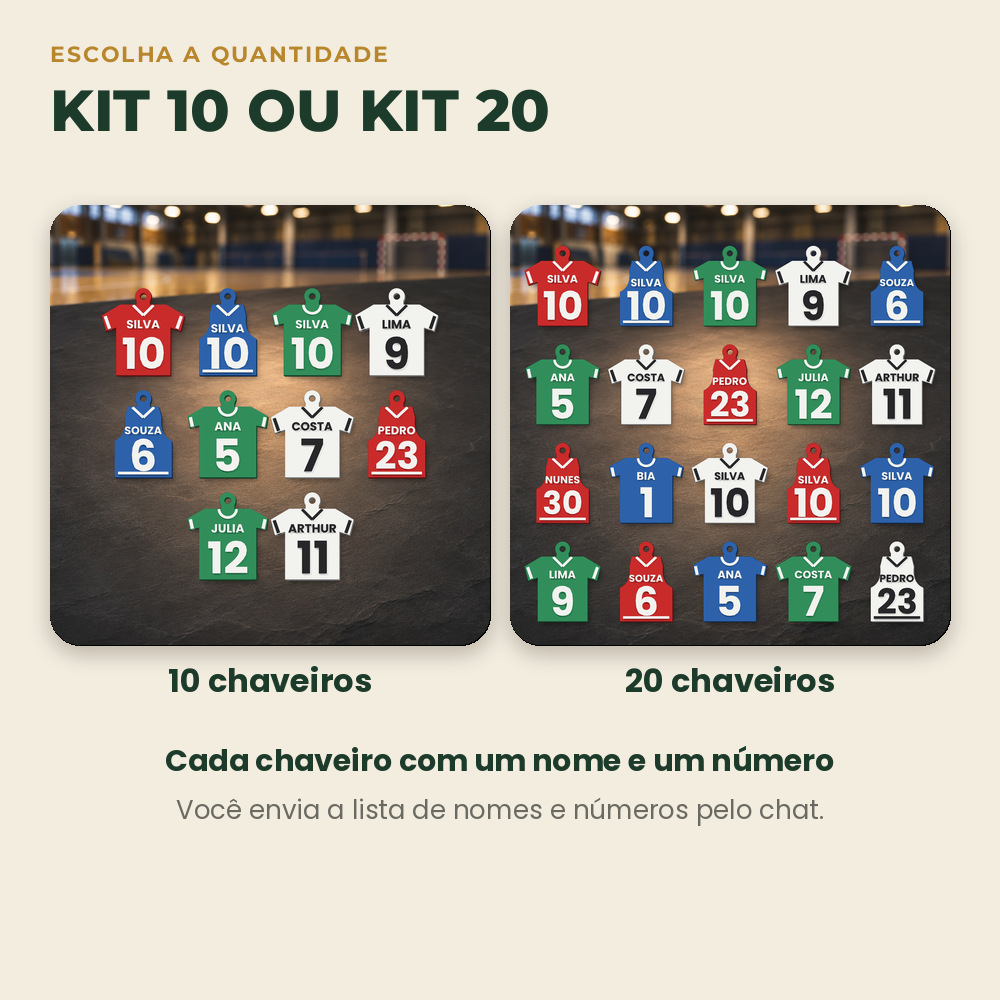 ESCOLHA A QUANTIDADE
KIT 10 OU KIT 20
SILVA
10
SILVA
10
SILVA
10
LIMA
9
SOUZA
6
ANA
5
COSTA
7
PEDRO
23
JULIA
12
ARTHUR
11
10 chaveiros
SILVA
10
SILVA
10
SILVA
10
LIMA
9
SOUZA
6
ANA
5
COSTA
7
PEDRO
23
JULIA
12
ARTHUR
11
NUNES
30
BIA
1
SILVA
10
SILVA
10
SILVA
10
LIMA
9
SOUZA
6
ANA
5
COSTA
7
PEDRO
23
20 chaveiros
Cada chaveiro com um nome e um número
Você envia a lista de nomes e números pelo chat.